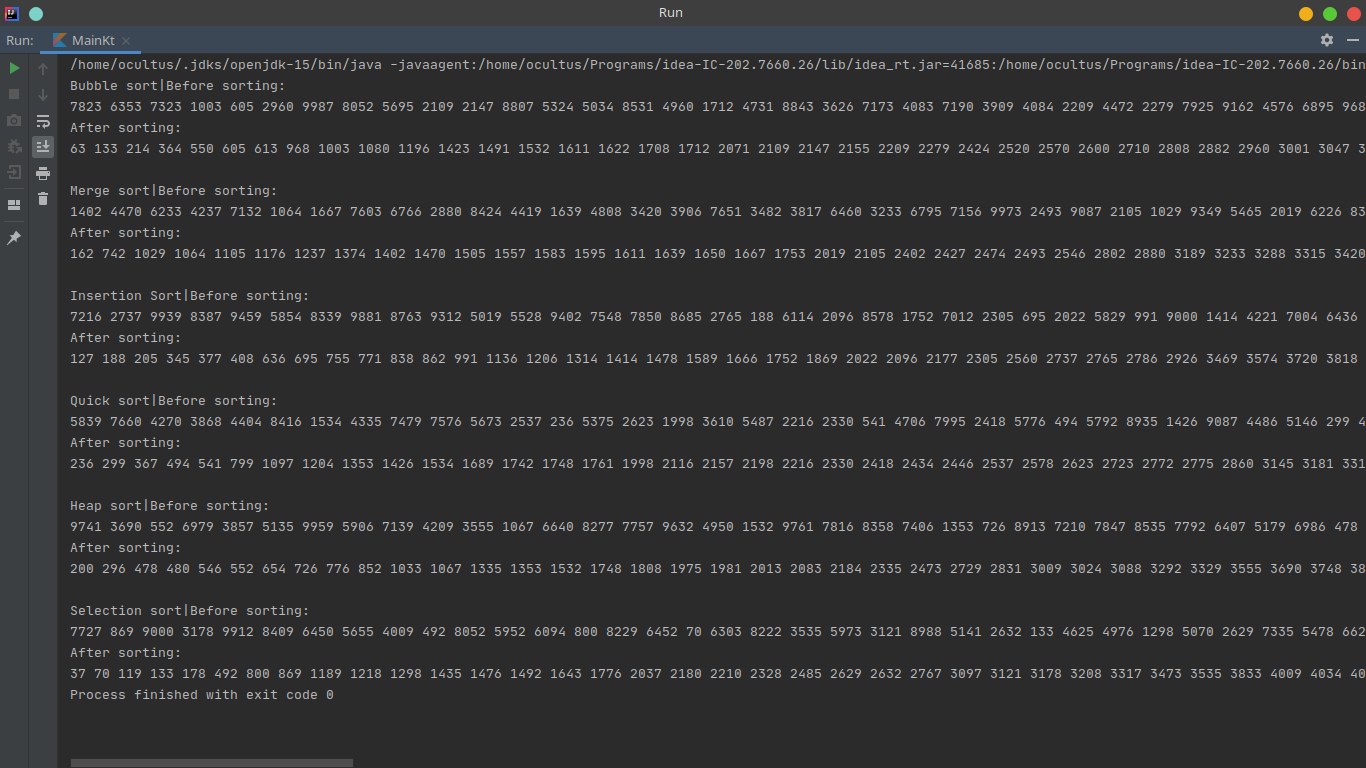 Run
Run: MainKt
/home/ocultus/.jdks/openjdk-15/bin/java -javaagent:/home/ocultus/Programs/idea-IC-202.7660.26/lib/idea_rt.jar=41685:/home/ocultus/Programs/idea-IC-202.7660.26/bin
Bubble sort|Before sorting:
7823 6353 7323 1003 605 2960 9987 8052 5695 2109 2147 8807 5324 5034 8531 4960 1712 4731 8843 3626 7173 4083 7190 3909 4084 2209 4472 2279 7925 9162 4576 6895 968
After sorting:
63 133 214 364 550 605 613 968 1003 1080 1196 1423 1491 1532 1611 1622 1708 1712 2071 2109 2147 2155 2209 2279 2424 2520 2570 2600 2710 2808 2882 2960 3001 3047 3
Merge sort|Before sorting:
1402 4470 6233 4237 7132 1064 1667 7603 6766 2880 8424 4419 1639 4808 3420 3906 7651 3482 3817 6460 3233 6795 7156 9973 2493 9087 2105 1029 9349 5465 2019 6226 83
After sorting:
162 742 1029 1064 1105 1176 1237 1374 1402 1470 1505 1557 1583 1595 1611 1639 1650 1667 1753 2019 2105 2402 2427 2474 2493 2546 2802 2880 3189 3233 3288 3315 3420
Insertion Sort|Before sorting:
7216 2737 9939 8387 9459 5854 8339 9881 8763 9312 5019 5528 9402 7548 7850 8685 2765 188 6114 2096 8578 1752 7012 2305 695 2022 5829 991 9000 1414 4221 7004 6436
After sorting:
127 188 205 345 377 408 636 695 755 771 838 862 991 1136 1206 1314 1414 1478 1589 1666 1752 1869 2022 2096 2177 2305 2560 2737 2765 2786 2926 3469 3574 3720 3818
Quick sort|Before sorting:
5839 7660 4270 3868 4404 8416 1534 4335 7479 7576 5673 2537 236 5375 2623 1998 3610 5487 2216 2330 541 4706 7995 2418 5776 494 5792 8935 1426 9087 4486 5146 299 4
After sorting:
236 299 367 494 541 799 1097 1204 1353 1426 1534 1689 1742 1748 1761 1998 2116 2157 2198 2216 2330 2418 2434 2446 2537 2578 2623 2723 2772 2775 2860 3145 3181 331
Heap sort|Before sorting:
9741 3690 552 6979 3857 5135 9959 5906 7139 4209 3555 1067 6640 8277 7757 9632 4950 1532 9761 7816 8358 7406 1353 726 8913 7210 7847 8535 7792 6407 5179 6986 478
After sorting:
200 296 478 480 546 552 654 726 776 852 1033 1067 1335 1353 1532 1748 1808 1975 1981 2013 2083 2184 2335 2473 2729 2831 3009 3024 3088 3292 3329 3555 3690 3748 38
Selection sort|Before sorting:
7727 869 9000 3178 9912 8409 6450 5655 4009 492 8052 5952 6094 800 8229 6452 70 6303 8222 3535 5973 3121 8988 5141 2632 133 4625 4976 1298 5070 2629 7335 5478 662
After sorting:
37 70 119 133 178 492 800 869 1189 1218 1298 1435 1476 1492 1643 1776 2037 2180 2210 2328 2485 2629 2632 2767 3097 3121 3178 3208 3317 3473 3535 3833 4009 4034 40
Process finished with exit code 0